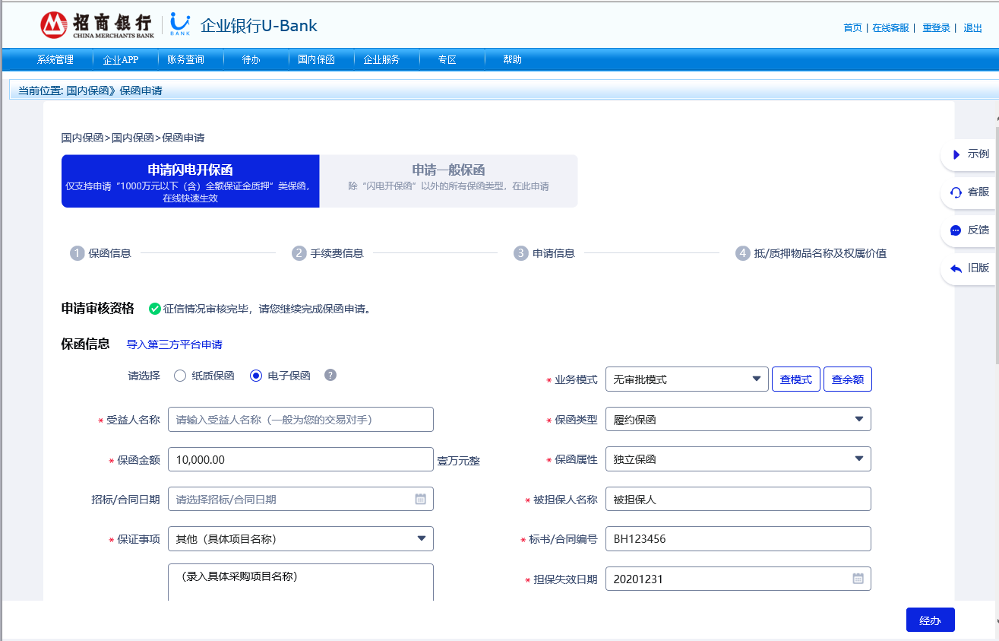 招商银行
CHINA MERCHANTS BANK
BANK
企业银行U-Bank
首页 | 在线客服 | 重登录 | 退出
系统管理 企业APP 账务查询 待办 国内保函 企业服务 专区 帮助
当前位置: 国内保函》保函申请
国内保函>国内保函>保函申请
申请闪电开保函
仅支持申请“1000万元以下（含）全额保证金质押”类保函，
在线快速生效
申请一般保函
除“闪电开保函”以外的所有保函类型，在此申请
示例
客服
反馈
旧版
1 保函信息 2 手续费信息 3 申请信息 4 抵/质押物品名称及权属价值
申请审核资格 征信情况审核完毕，请您继续完成保函申请。
保函信息 导入第三方平台申请
请选择 纸质保函 电子保函 ?
* 业务模式 无审批模式 查模式 查余额
* 受益人名称 请输入受益人名称（一般为您的交易对手）
* 保函类型 履约保函
* 保函金额 10,000.00 壹万元整
* 保函属性 独立保函
招标/合同日期 请选择招标/合同日期
* 被担保人名称 被担保人
* 保证事项 其他（具体项目名称）
* 标书/合同编号 BH123456
（录入具体采购项目名称）
* 担保失效日期 20201231
经办